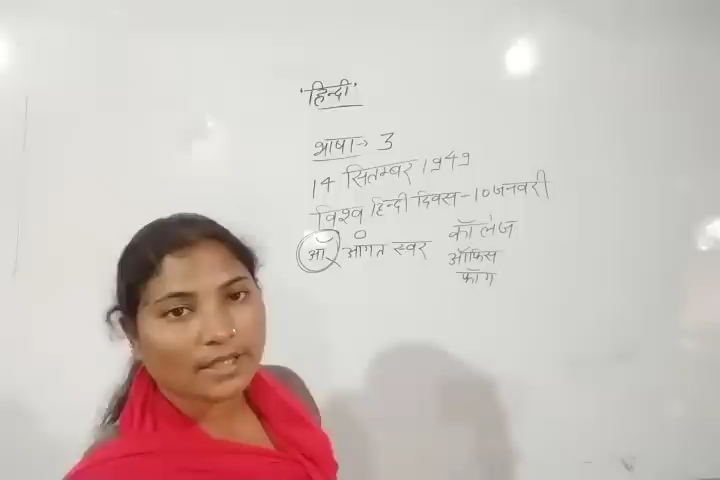 'हिन्दी'
भाषा → 3
14 सितम्बर 1949
विश्व हिन्दी दिवस - 10 जनवरी
ऑ आगत स्वर
कॉलेज
ऑफिस
फॉग